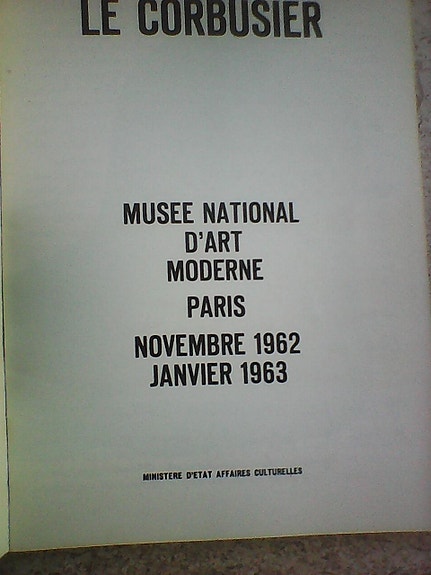 LE CORBUSIER
MUSEE NATIONAL
D'ART
MODERNE
PARIS
NOVEMBRE 1962
JANVIER 1963
MINISTERE D'ETAT AFFAIRES CULTURELLES